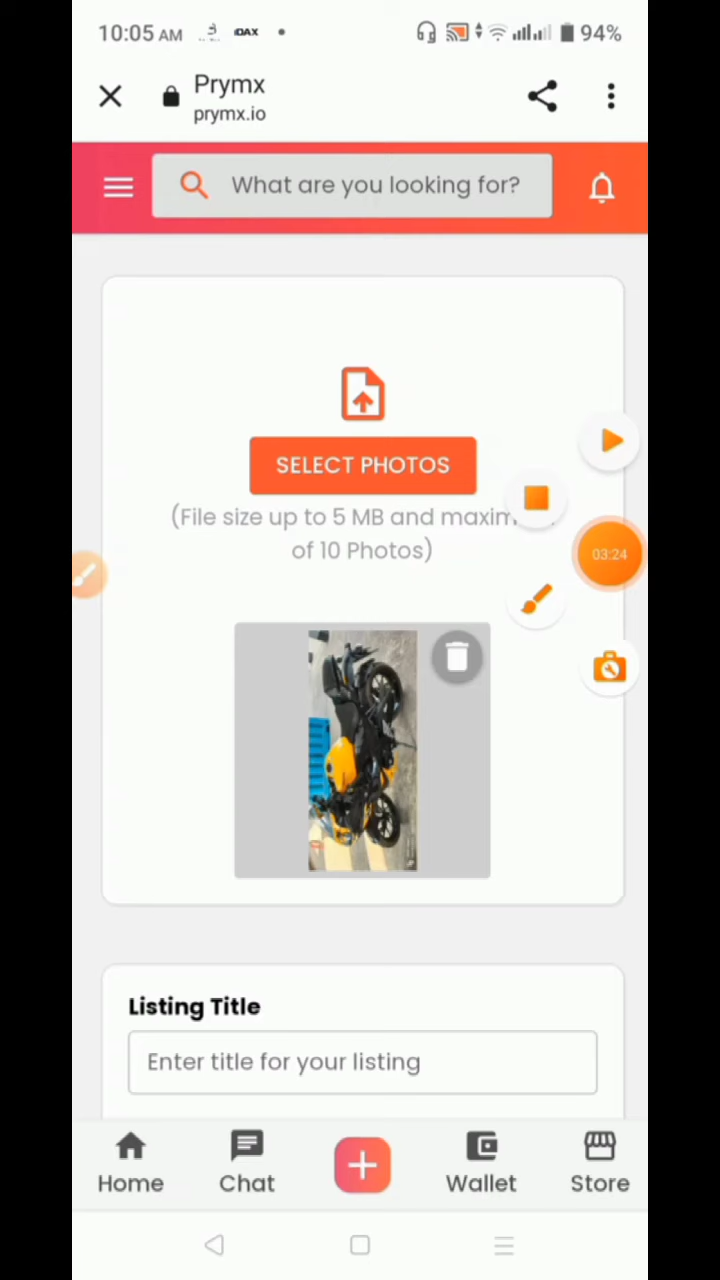 10:05 AM
94%
Prymx
prymx.io
What are you looking for?
SELECT PHOTOS
(File size up to 5 MB and maxim
of 10 Photos)
03:24
Listing Title
Enter title for your listing
Home Chat Wallet Store